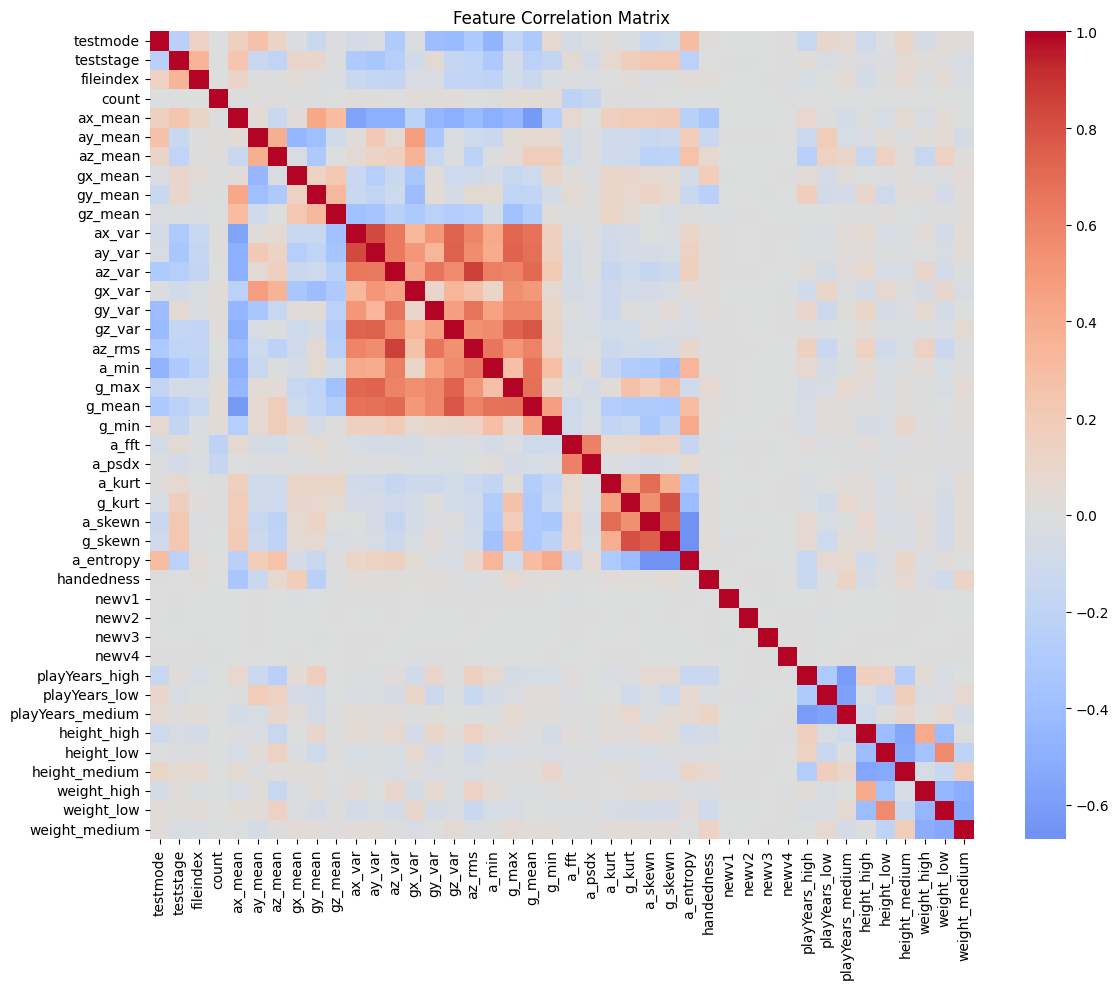 Feature Correlation Matrix
testmode
teststage
fileindex
count
ax_mean
ay_mean
az_mean
gx_mean
gy_mean
gz_mean
ax_var
ay_var
az_var
gx_var
gy_var
gz_var
az_rms
a_min
g_max
g_mean
g_min
a_fft
a_psdx
a_kurt
g_kurt
a_skewn
g_skewn
a_entropy
handedness
newv1
newv2
newv3
newv4
playYears_high
playYears_low
playYears_medium
height_high
height_low
height_medium
weight_high
weight_low
weight_medium
testmode
teststage
fileindex
count
ax_mean
ay_mean
az_mean
gx_mean
gy_mean
gz_mean
ax_var
ay_var
az_var
gx_var
gy_var
gz_var
az_rms
a_min
g_max
g_mean
g_min
a_fft
a_psdx
a_kurt
g_kurt
a_skewn
g_skewn
a_entropy
handedness
newv1
newv2
newv3
newv4
playYears_high
playYears_low
playYears_medium
height_high
height_low
height_medium
weight_high
weight_low
weight_medium
1.0
0.8
0.6
0.4
0.2
0.0
−0.2
−0.4
−0.6